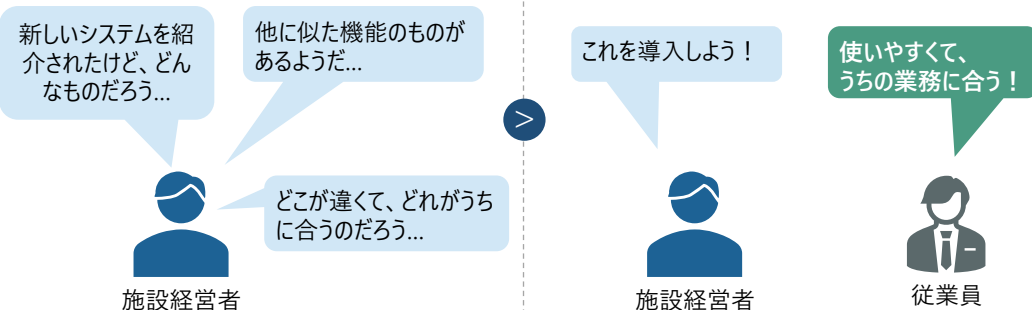 新しいシステムを紹
介されたけど、どん
なものだろう…
他に似た機能のものが
あるようだ…
どこが違くて、どれがうち
に合うのだろう…
施設経営者
>
これを導入しよう！
施設経営者
使いやすくて、
うちの業務に合う！
従業員